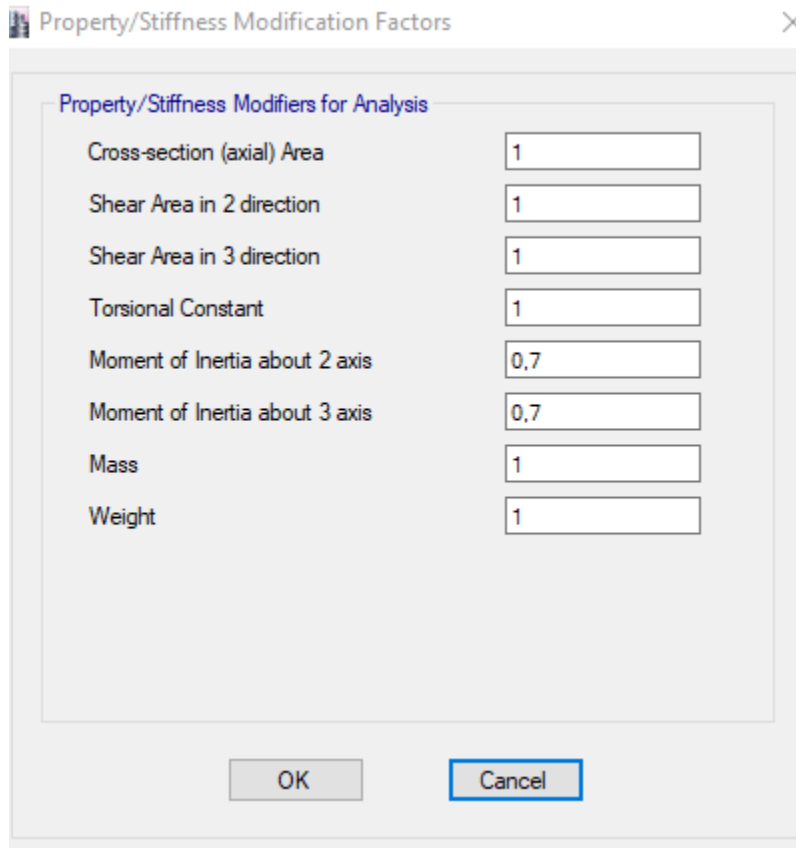 Property/Stiffness Modification Factors
Property/Stiffness Modifiers for Analysis
Cross-section (axial) Area 1
Shear Area in 2 direction 1
Shear Area in 3 direction 1
Torsional Constant 1
Moment of Inertia about 2 axis 0,7
Moment of Inertia about 3 axis 0,7
Mass 1
Weight 1
OK Cancel